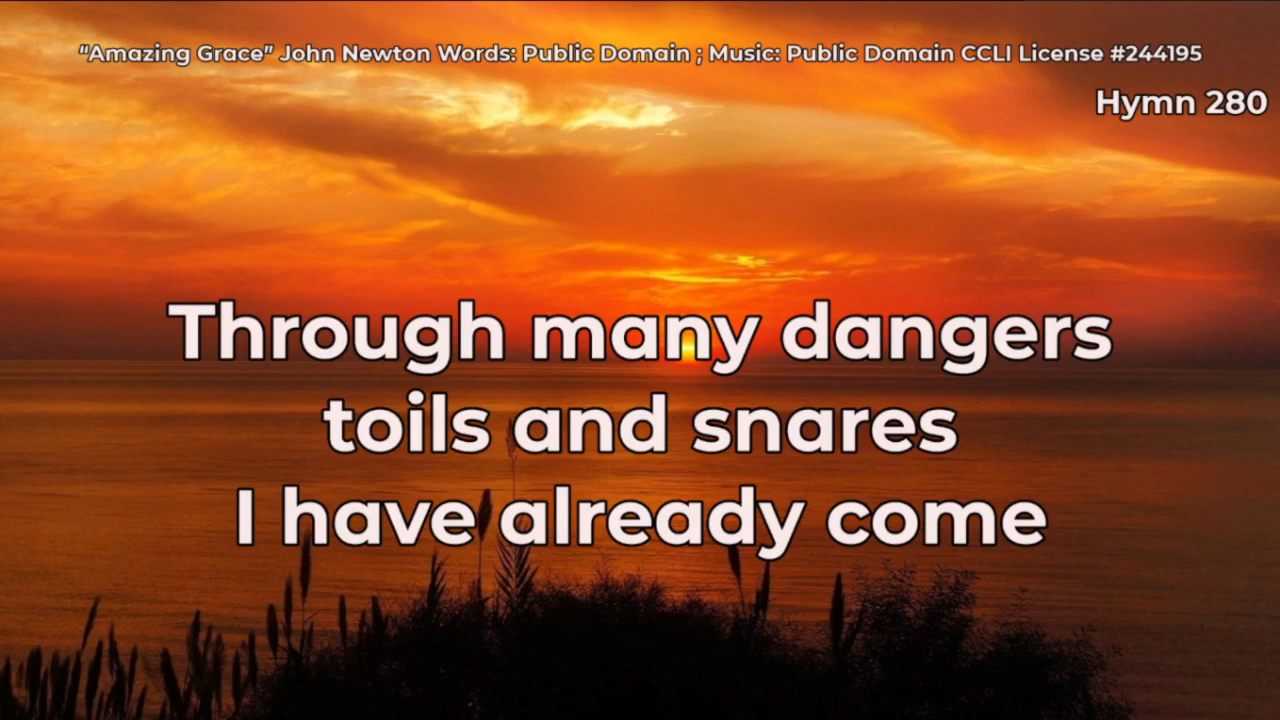 “Amazing Grace” John Newton Words: Public Domain ; Music: Public Domain CCLI License #244195
Hymn 280
Through many dangers
toils and snares
I have already come